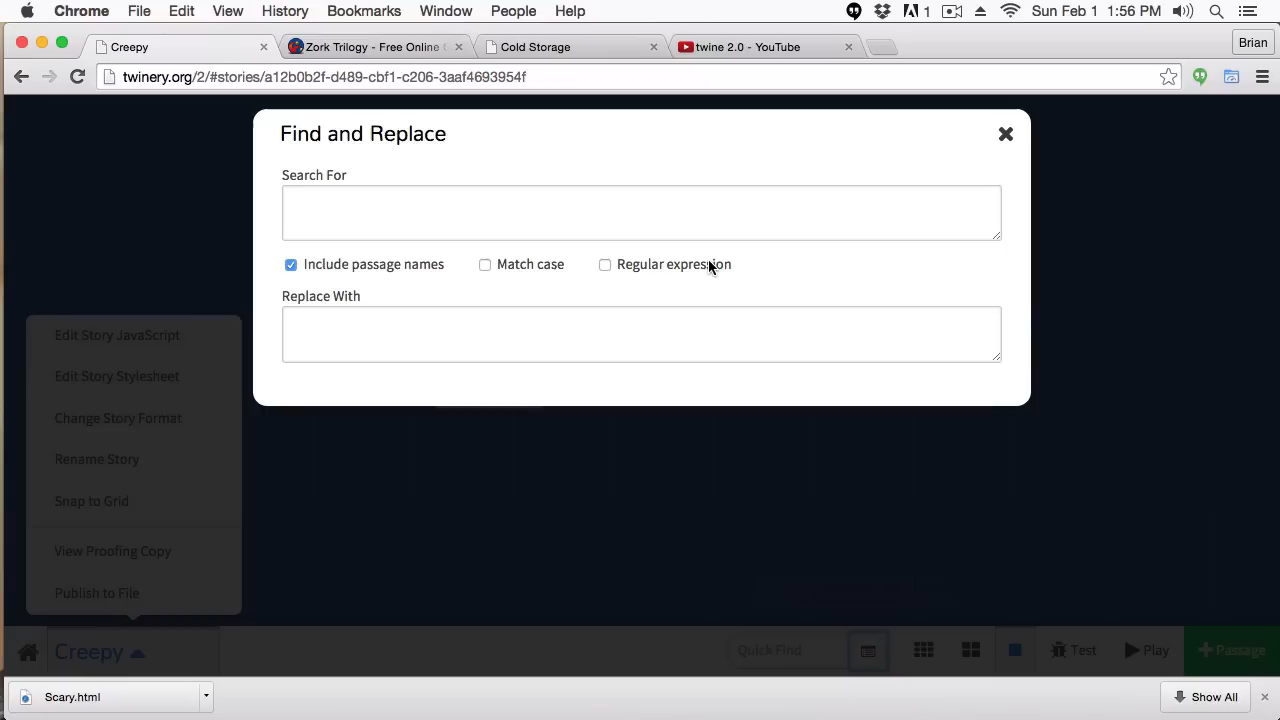 Chrome File Edit View History Bookmarks Window People Help 1 Sun Feb 1 1:56 PM
Creepy Zork Trilogy - Free Online Cold Storage twine 2.0 - YouTube Brian
twinery.org/2/#stories/a12b0b2f-d489-cbf1-c206-3aaf4693954f
Find and Replace
Search For
Include passage names Match case Regular expression
Replace With
Edit Story JavaScript
Edit Story Stylesheet
Change Story Format
Rename Story
Snap to Grid
View Proofing Copy
Publish to File
Creepy Quick Find Test Play +Passage
Scary.html Show All